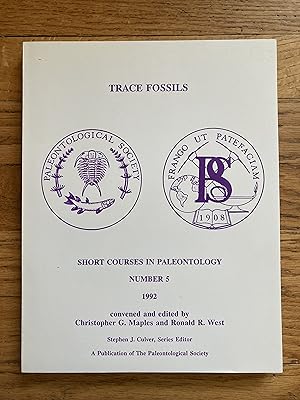 TRACE FOSSILS
PALEONTOLOGICAL SOCIETY
FRANGO UT PATEFACIAM
PS
1908
SHORT COURSES IN PALEONTOLOGY
NUMBER 5
1992
convened and edited by
Christopher G. Maples and Ronald R. West
Stephen J. Culver, Series Editor
A Publication of The Paleontological Society